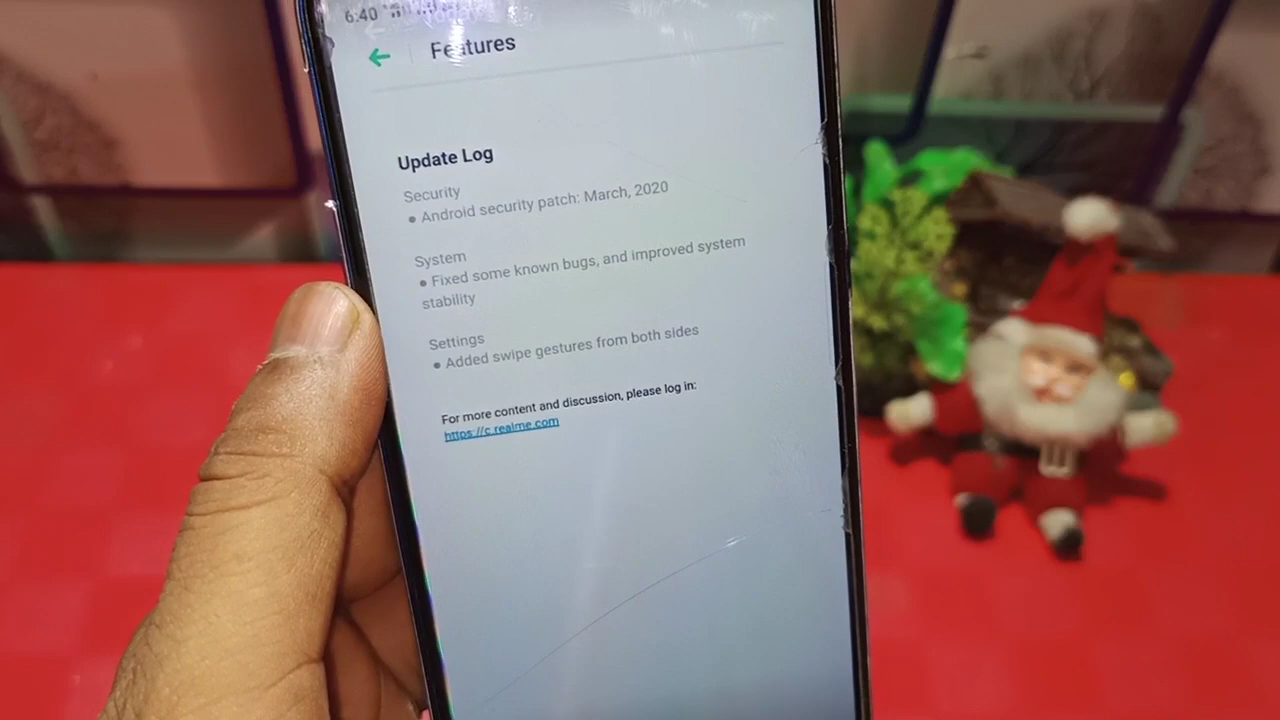 6:40
Features
Update Log
Security
● Android security patch: March, 2020
System
● Fixed some known bugs, and improved system
stability
Settings
● Added swipe gestures from both sides
For more content and discussion, please log in:
https://c.realme.com